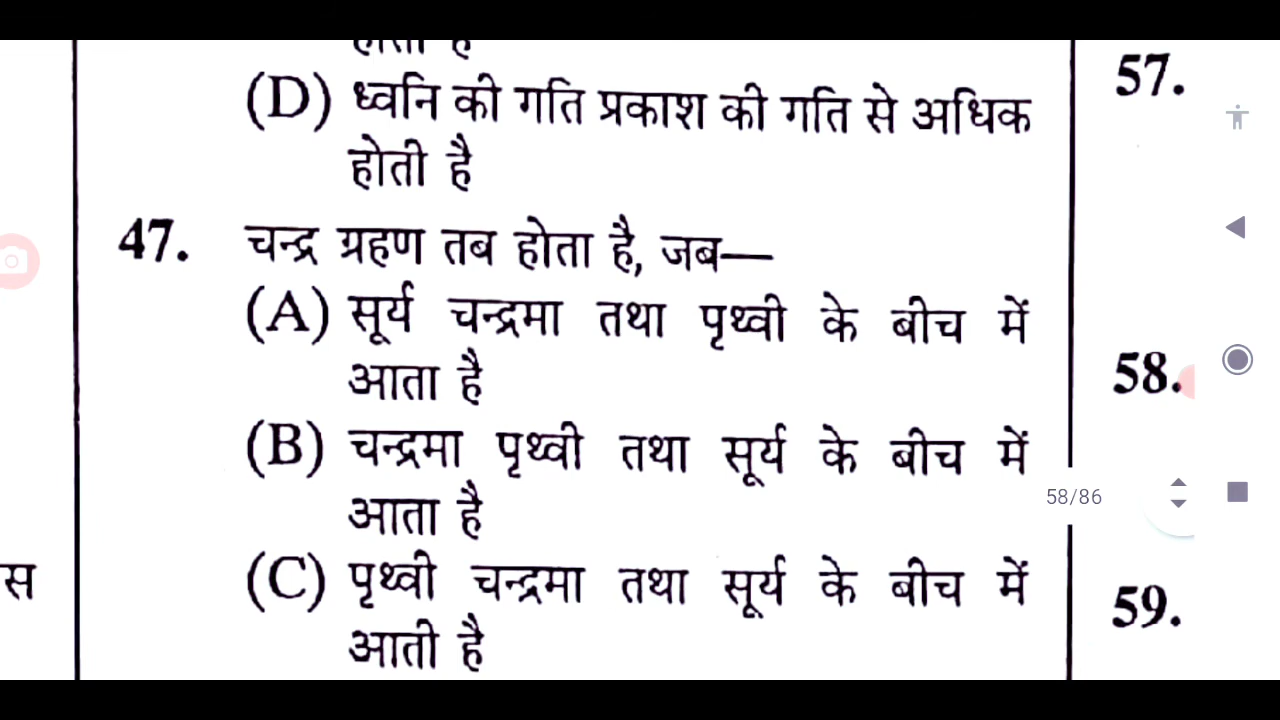 (D) ध्वनि की गति प्रकाश की गति से अधिक
होती है
47. चन्द्र ग्रहण तब होता है, जब—
(A) सूर्य चन्द्रमा तथा पृथ्वी के बीच में
आता है
(B) चन्द्रमा पृथ्वी तथा सूर्य के बीच में
आता है
(C) पृथ्वी चन्द्रमा तथा सूर्य के बीच में
आती है
स
57.
58.
58/86
59.